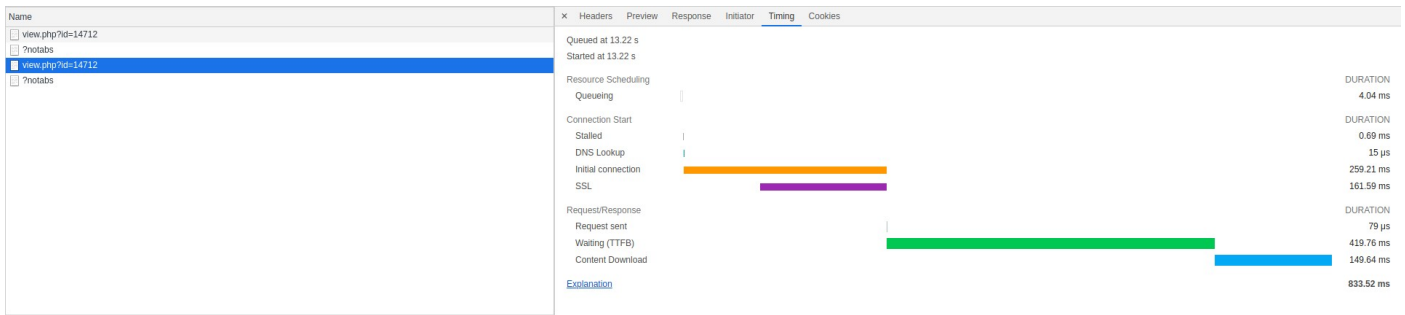 Name
view.php?id=14712
?notabs
view.php?id=14712
?notabs
× Headers Preview Response Initiator Timing Cookies
Queued at 13.22 s
Started at 13.22 s
Resource Scheduling DURATION
Queueing 4.04 ms
Connection Start DURATION
Stalled 0.69 ms
DNS Lookup 15 µs
Initial connection 259.21 ms
SSL 161.59 ms
Request/Response DURATION
Request sent 79 µs
Waiting (TTFB) 419.76 ms
Content Download 149.64 ms
Explanation 833.52 ms